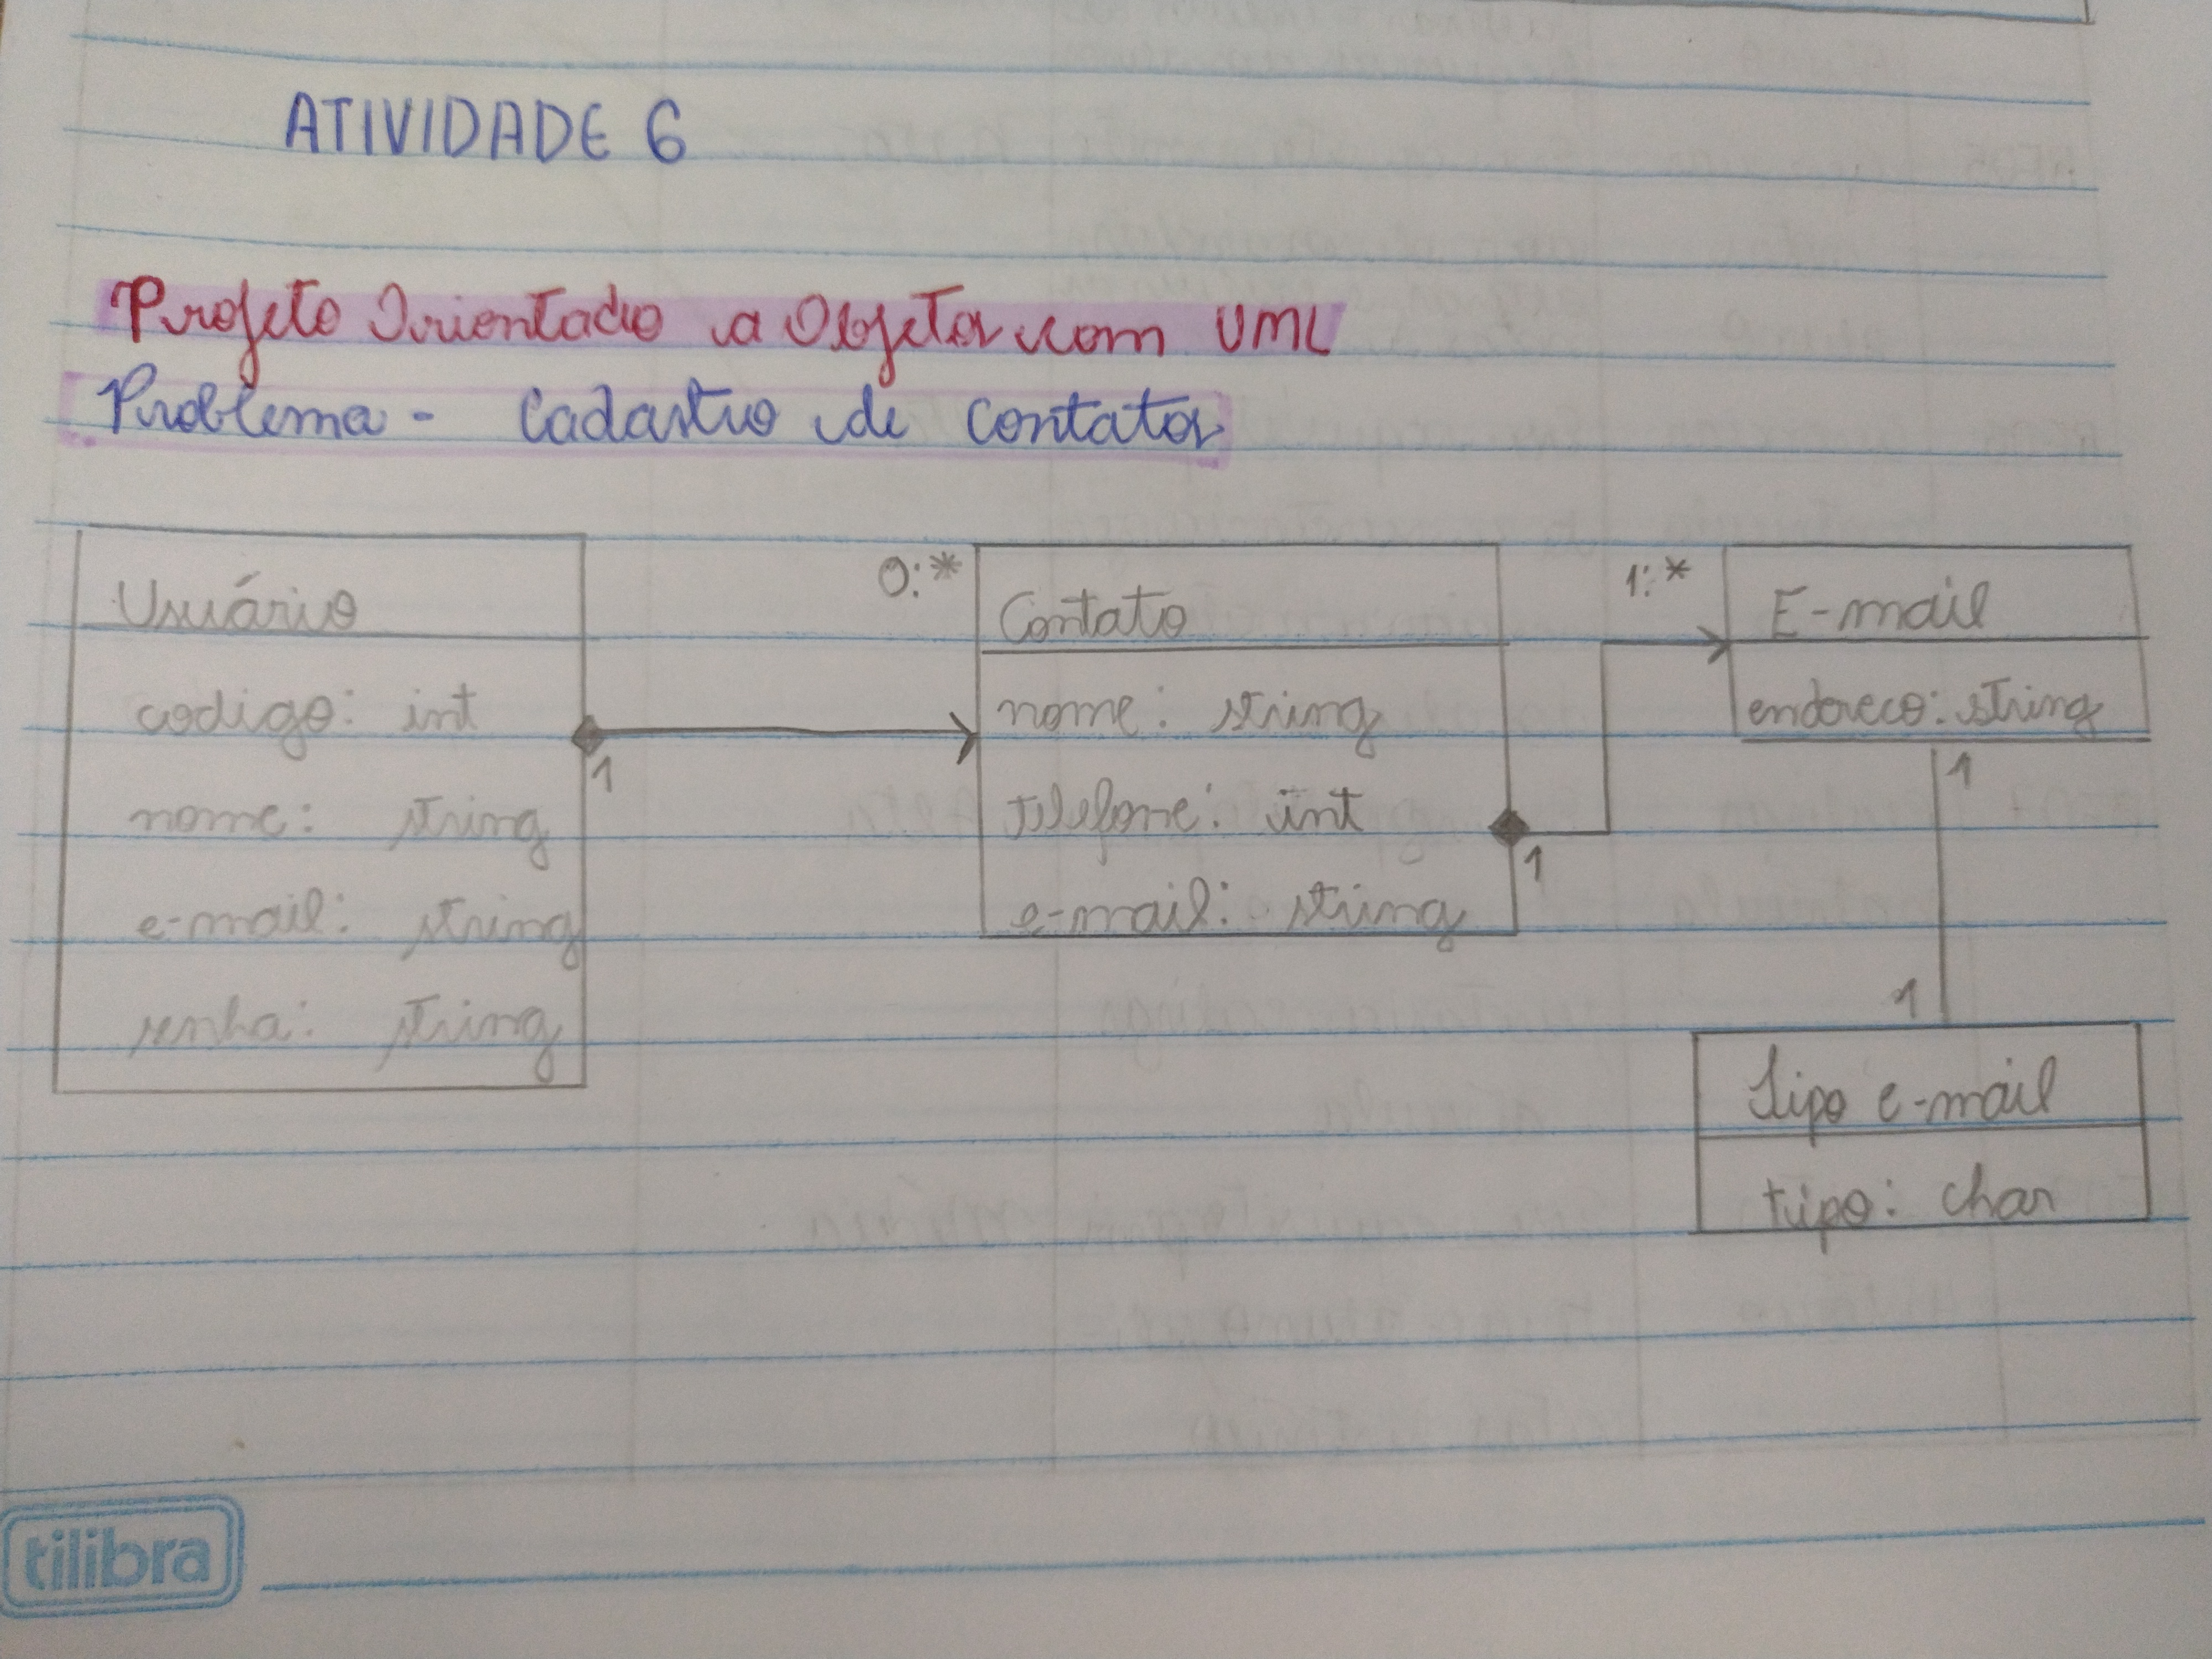 ATIVIDADE 6
Projeto Orientado a Objetos com UML
Problema - Cadastro de Contatos
Usuário
codigo: int
nome: string
e-mail: string
senha: string
1
0:*
Contato
nome: string
telefone: int
e-mail: string
1
1:*
E-mail
endereco: string
1
1
Tipo e-mail
tipo: char
tilibra